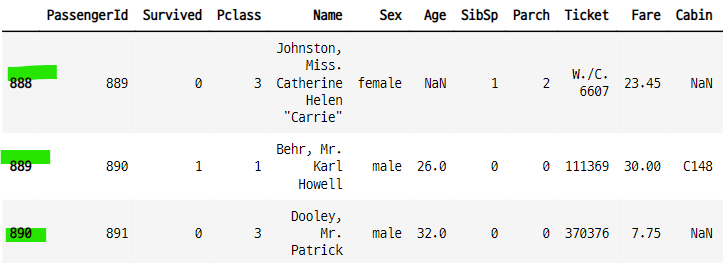 PassengerId Survived Pclass Name Sex Age SibSp Parch Ticket Fare Cabin
Johnston,
Miss.
888 889 0 3 Catherine female NaN 1 2 W./C. 6607 23.45 NaN
Helen
"Carrie"
Behr, Mr.
889 890 1 1 Karl male 26.0 0 0 111369 30.00 C148
Howell
Dooley,
890 891 0 3 Mr. male 32.0 0 0 370376 7.75 NaN
Patrick